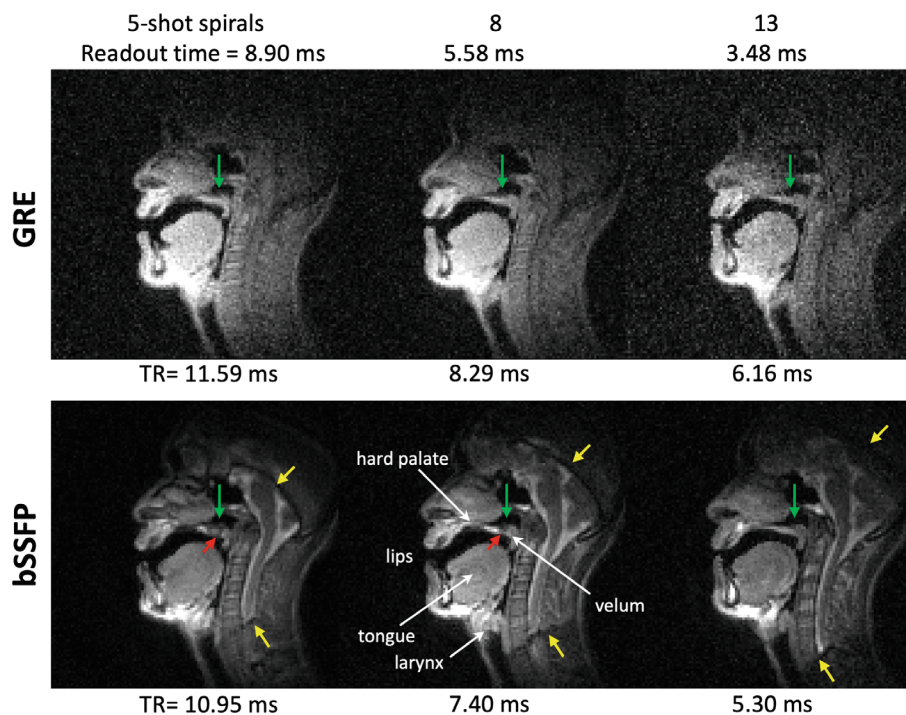 5-shot spirals 8 13
Readout time = 8.90 ms 5.58 ms 3.48 ms
GRE
TR= 11.59 ms 8.29 ms 6.16 ms
bSSFP
hard palate
lips
velum
tongue
larynx
TR= 10.95 ms 7.40 ms 5.30 ms